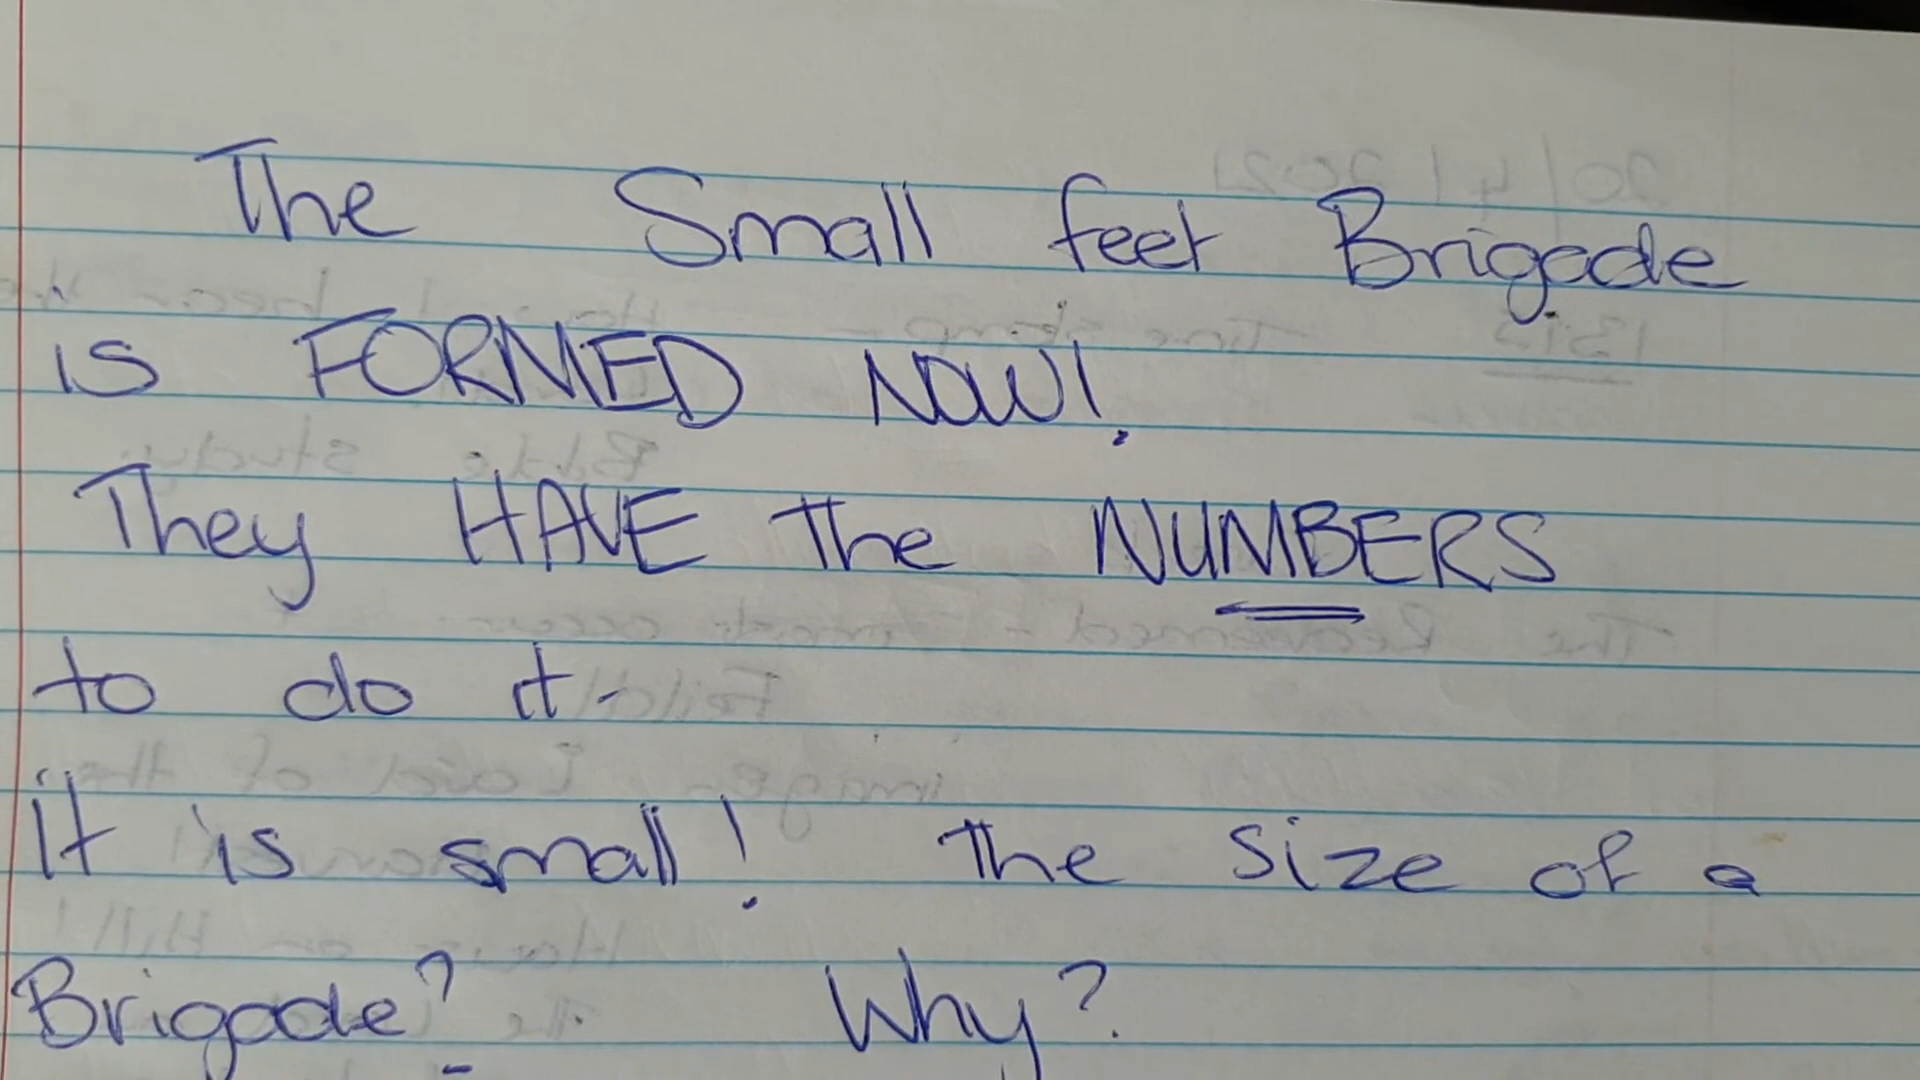 The Small feet Brigade
is FORMED NOW!
They HAVE the NUMBERS
to do it-
it is small! The size of a
Brigade? Why?